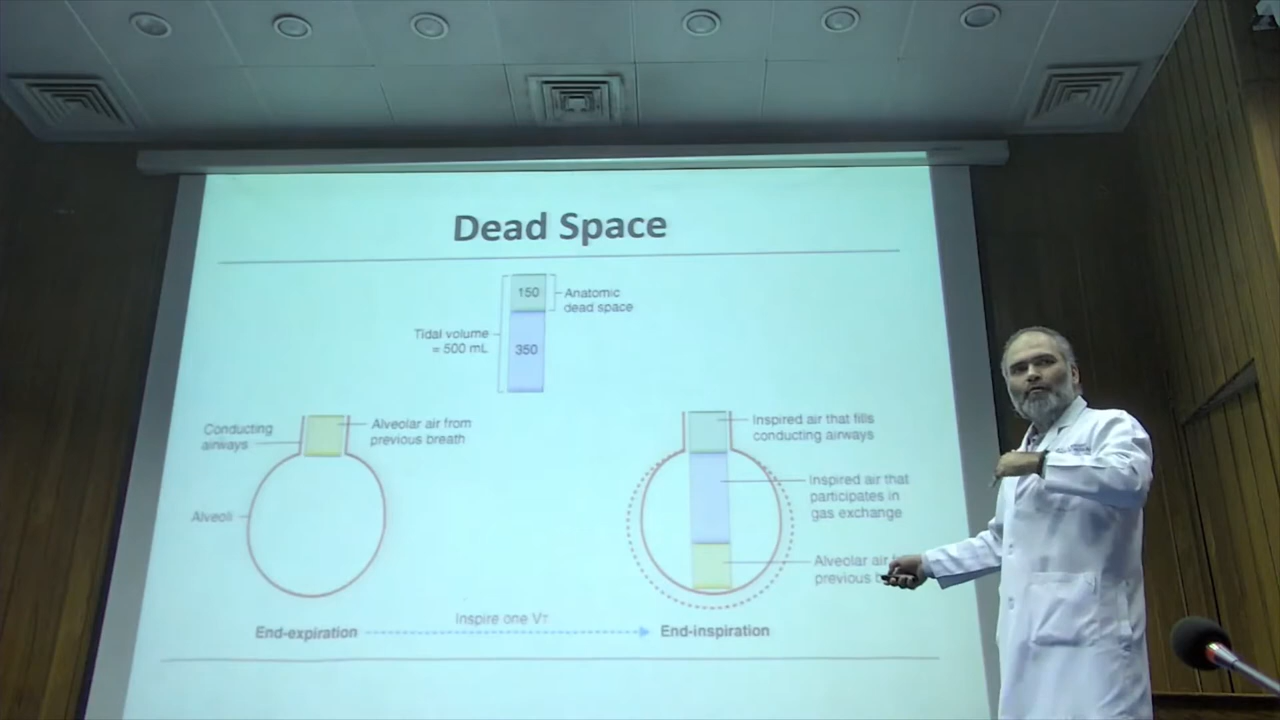 Dead Space
150
Anatomic
dead space
Tidal volume
= 500 mL
350
Conducting
airways
Alveolar air from
previous breath
Alveoli
Inspired air that fills
conducting airways
Inspired air that
participates in
gas exchange
Alveolar air
previous
Inspire one VT
End-expiration
End-inspiration